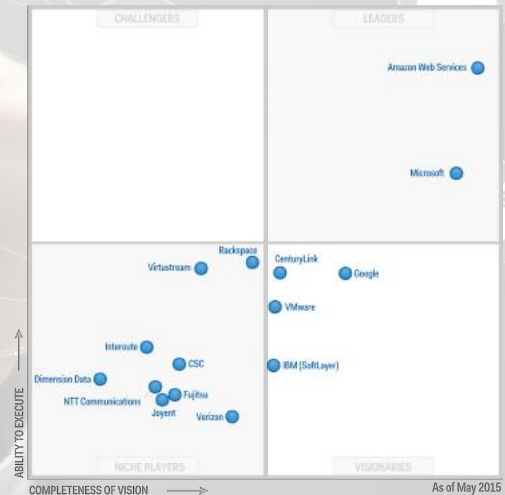 CHALLENGERS
LEADERS
Amazon Web Services
Microsoft
Rackspace
Virtustream
CenturyLink
Google
VMware
Interoute
CSC
IBM (SoftLayer)
Dimension Data
NTT Communications
Fujitsu
Joyent
Verizon
NICHE PLAYERS
VISIONARIES
ABILITY TO EXECUTE
COMPLETENESS OF VISION
As of May 2015